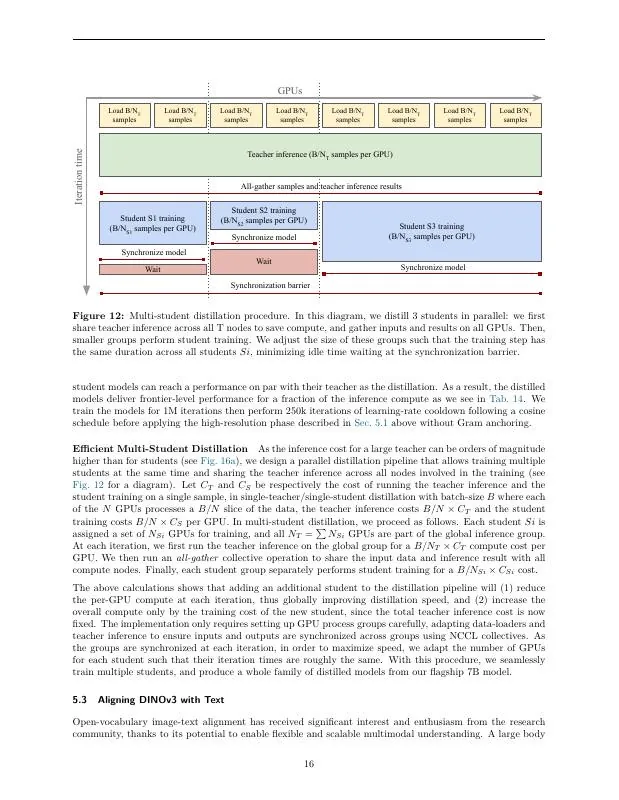 GPUs
Load B/N_T Load B/N_T Load B/N_T Load B/N_T Load B/N_T Load B/N_T Load B/N_T Load B/N_T
samples samples samples samples samples samples samples samples
Iteration time
Teacher inference (B/N_T samples per GPU)
All-gather samples and teacher inference results
Student S1 training
(B/N_S1 samples per GPU)
Synchronize model
Wait
Student S2 training
(B/N_S2 samples per GPU)
Synchronize model
Wait
Student S3 training
(B/N_S3 samples per GPU)
Synchronize model
Synchronization barrier
Figure 12: Multi-student distillation procedure. In this diagram, we distill 3 students in parallel: we first
share teacher inference across all T nodes to save compute, and gather inputs and results on all GPUs. Then,
smaller groups perform student training. We adjust the size of these groups such that the training step has
the same duration across all students Si, minimizing idle time waiting at the synchronization barrier.
student models can reach a performance on par with their teacher as the distillation. As a result, the distilled
models deliver frontier-level performance for a fraction of the inference compute as we see in Tab. 14. We
train the models for 1M iterations then perform 250k iterations of learning-rate cooldown following a cosine
schedule before applying the high-resolution phase described in Sec. 5.1 above without Gram anchoring.
Efficient Multi-Student Distillation As the inference cost for a large teacher can be orders of magnitude
higher than for students (see Fig. 16a), we design a parallel distillation pipeline that allows training multiple
students at the same time and sharing the teacher inference across all nodes involved in the training (see
Fig. 12 for a diagram). Let C_T and C_S be respectively the cost of running the teacher inference and the
student training on a single sample, in single-teacher/single-student distillation with batch-size B where each
of the N GPUs processes a B/N slice of the data, the teacher inference costs B/N × C_T and the student
training costs B/N × C_S per GPU. In multi-student distillation, we proceed as follows. Each student Si is
assigned a set of N_Si GPUs for training, and all N_T = ∑ N_Si GPUs are part of the global inference group.
At each iteration, we first run the teacher inference on the global group for a B/N_T × C_T compute cost per
GPU. We then run an all-gather collective operation to share the input data and inference result with all
compute nodes. Finally, each student group separately performs student training for a B/N_Si × C_Si cost.
The above calculations shows that adding an additional student to the distillation pipeline will (1) reduce
the per-GPU compute at each iteration, thus globally improving distillation speed, and (2) increase the
overall compute only by the training cost of the new student, since the total teacher inference cost is now
fixed. The implementation only requires setting up GPU process groups carefully, adapting data-loaders and
teacher inference to ensure inputs and outputs are synchronized across groups using NCCL collectives. As
the groups are synchronized at each iteration, in order to maximize speed, we adapt the number of GPUs
for each student such that their iteration times are roughly the same. With this procedure, we seamlessly
train multiple students, and produce a whole family of distilled models from our flagship 7B model.
5.3 Aligning DINOv3 with Text
Open-vocabulary image-text alignment has received significant interest and enthusiasm from the research
community, thanks to its potential to enable flexible and scalable multimodal understanding. A large body
16